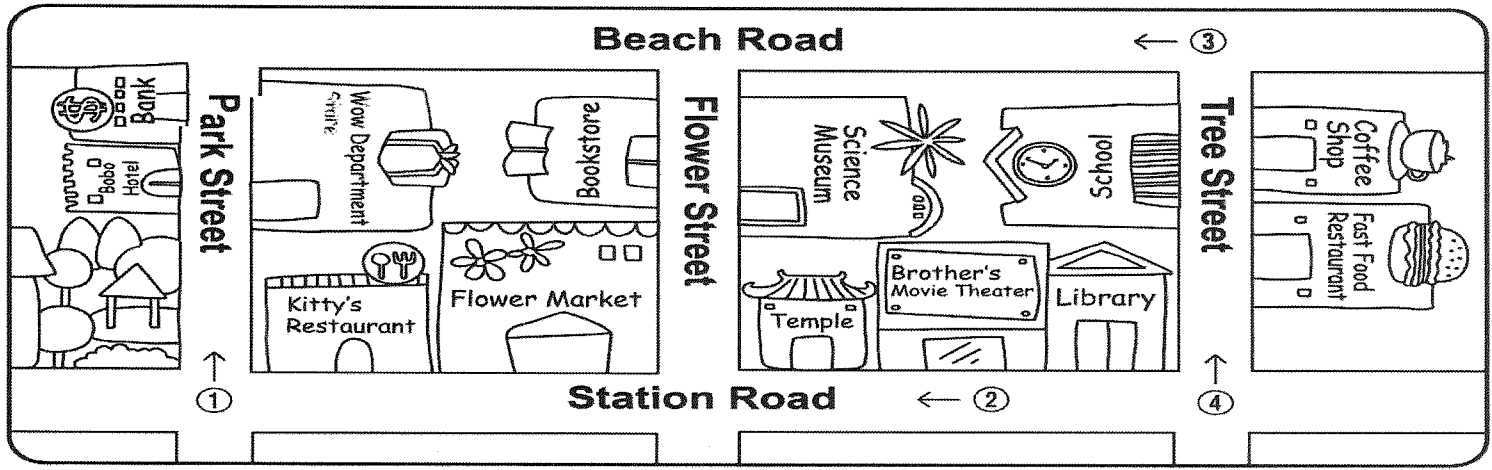 Beach Road
← ③
Bank
Bobo
Hotel
Park Street
Wow Department
Store
Bookstore
Flower Street
Science
Museum
School
Tree Street
Coffee
Shop
Fast Food
Restaurant
Kitty's
Restaurant
Flower Market
Temple
Brother's
Movie Theater
Library
①
Station Road
← ②
④